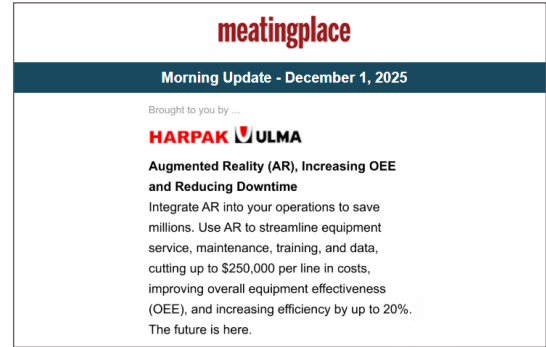 meatingplace
Morning Update - December 1, 2025
Brought to you by ...
HARPAK ULMA
Augmented Reality (AR), Increasing OEE
and Reducing Downtime
Integrate AR into your operations to save
millions. Use AR to streamline equipment
service, maintenance, training, and data,
cutting up to $250,000 per line in costs,
improving overall equipment effectiveness
(OEE), and increasing efficiency by up to 20%.
The future is here.